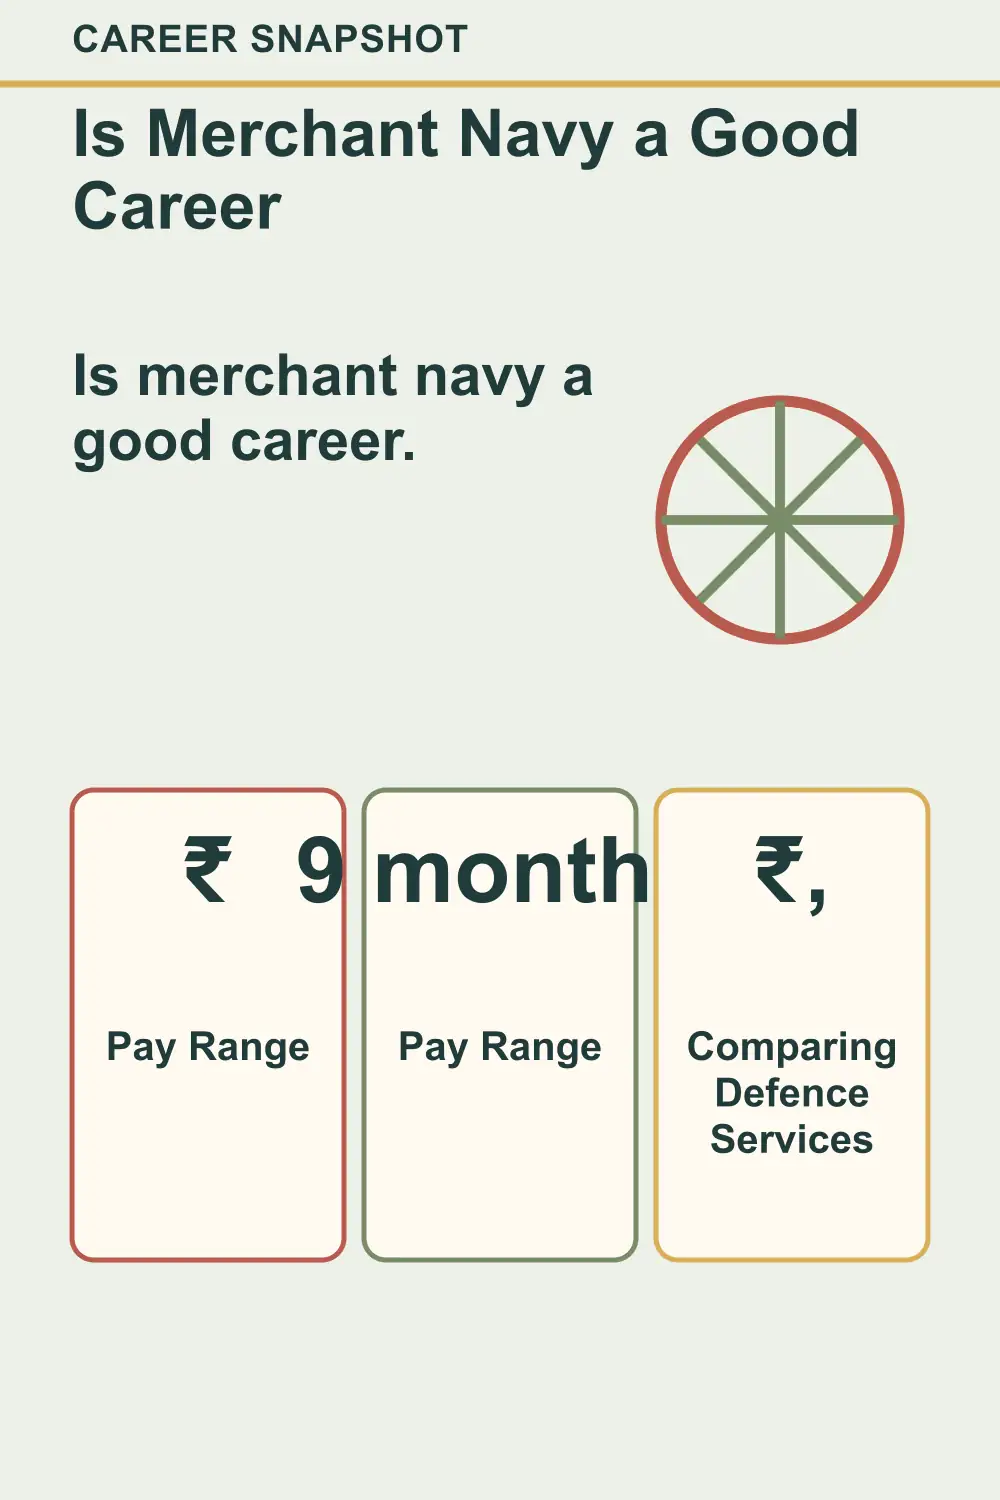 CAREER SNAPSHOT
Is Merchant Navy a Good
Career
Is merchant navy a
good career.
₹
9 month
₹,
Pay Range
Pay Range
Comparing
Defence
Services